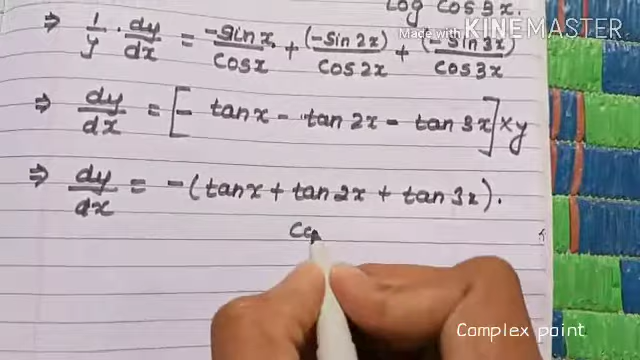 log cos 3x.
Made with KINEMASTER
⇒ 1/y · dy/dx = -sin x/cos x + (-sin 2x)/cos 2x + (-sin 3x)/cos 3x
⇒ dy/dx = [- tan x - tan 2x - tan 3x] × y
⇒ dy/dx = -(tan x + tan 2x + tan 3x).
Co
Complex point